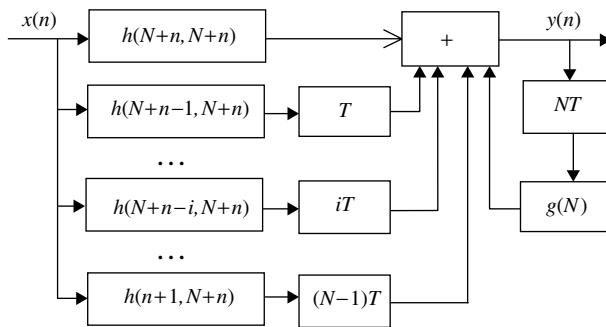 x(n)
h(N+n, N+n)
+
y(n)
h(N+n−1, N+n)
T
NT
...
h(N+n−i, N+n)
iT
g(N)
...
h(n+1, N+n)
(N−1)T